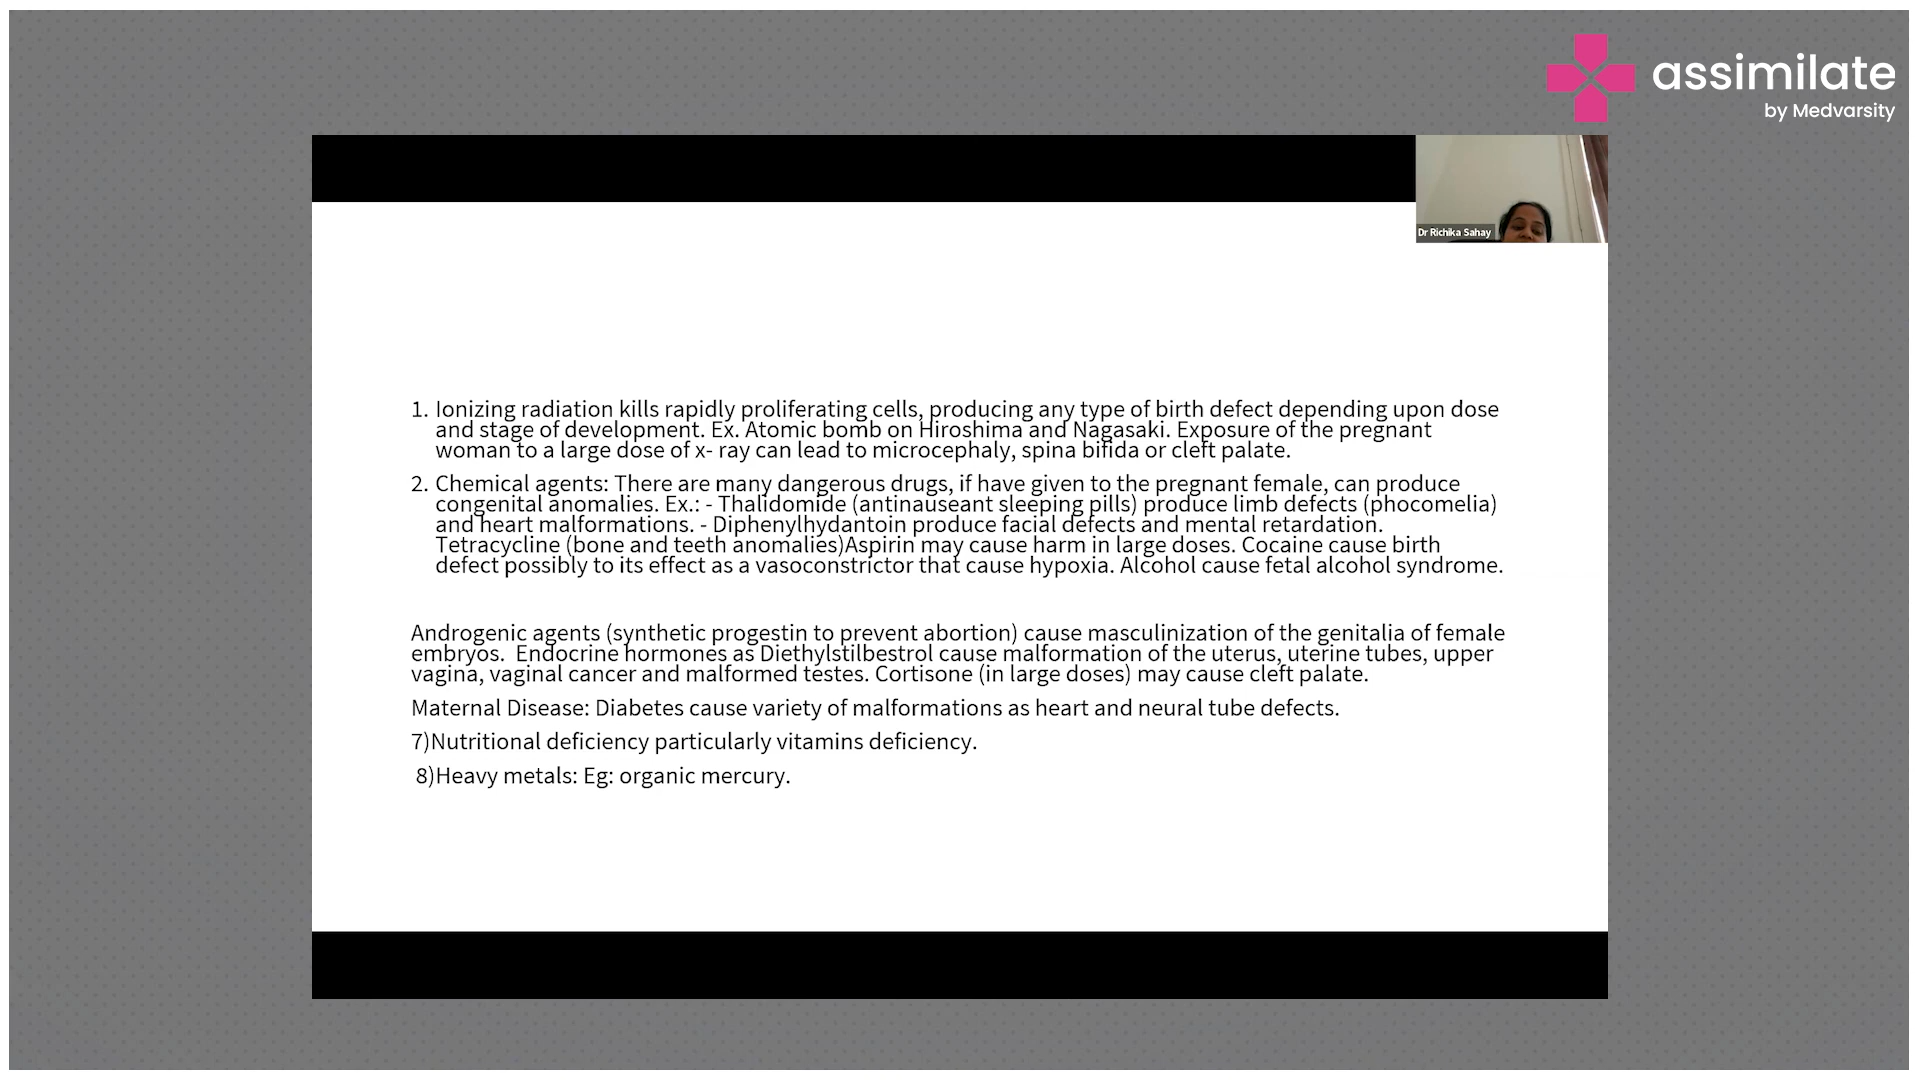 assimilate
by Medvarsity
Dr Richika Sahay
1. Ionizing radiation kills rapidly proliferating cells, producing any type of birth defect depending upon dose
and stage of development. Ex. Atomic bomb on Hiroshima and Nagasaki. Exposure of the pregnant
woman to a large dose of x- ray can lead to microcephaly, spina bifida or cleft palate.
2. Chemical agents: There are many dangerous drugs, if have given to the pregnant female, can produce
congenital anomalies. Ex.: - Thalidomide (antinauseant sleeping pills) produce limb defects (phocomelia)
and heart malformations. - Diphenylhydantoin produce facial defects and mental retardation.
Tetracycline (bone and teeth anomalies)Aspirin may cause harm in large doses. Cocaine cause birth
defect possibly to its effect as a vasoconstrictor that cause hypoxia. Alcohol cause fetal alcohol syndrome.
Androgenic agents (synthetic progestin to prevent abortion) cause masculinization of the genitalia of female
embryos.  Endocrine hormones as Diethylstilbestrol cause malformation of the uterus, uterine tubes, upper
vagina, vaginal cancer and malformed testes. Cortisone (in large doses) may cause cleft palate.
Maternal Disease: Diabetes cause variety of malformations as heart and neural tube defects.
7)Nutritional deficiency particularly vitamins deficiency.
8)Heavy metals: Eg: organic mercury.